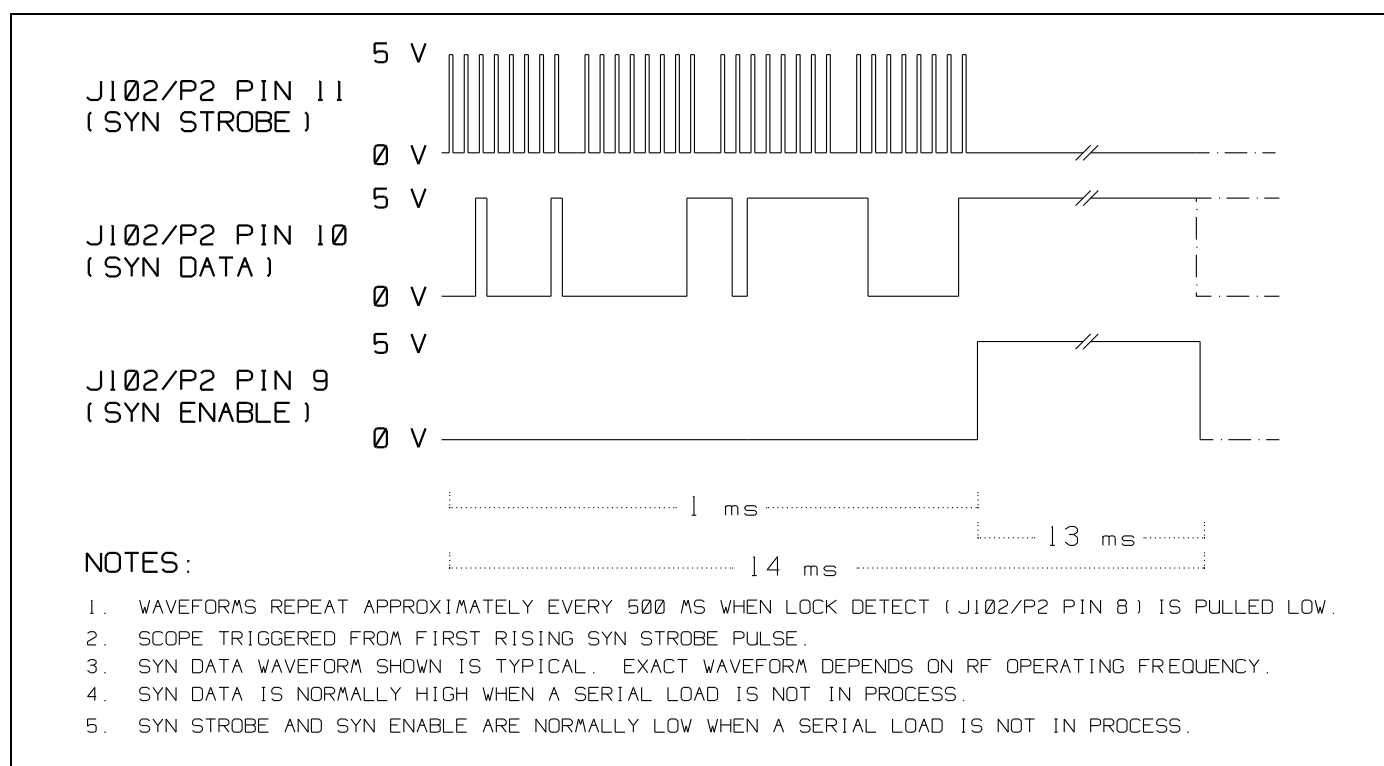 5 V
J102/P2 PIN 11
(SYN STROBE)
0 V
5 V
J102/P2 PIN 10
(SYN DATA)
0 V
5 V
J102/P2 PIN 9
(SYN ENABLE)
0 V
1 ms
13 ms
14 ms
NOTES:
1. WAVEFORMS REPEAT APPROXIMATELY EVERY 500 MS WHEN LOCK DETECT (J102/P2 PIN 8) IS PULLED LOW.
2. SCOPE TRIGGERED FROM FIRST RISING SYN STROBE PULSE.
3. SYN DATA WAVEFORM SHOWN IS TYPICAL. EXACT WAVEFORM DEPENDS ON RF OPERATING FREQUENCY.
4. SYN DATA IS NORMALLY HIGH WHEN A SERIAL LOAD IS NOT IN PROCESS.
5. SYN STROBE AND SYN ENABLE ARE NORMALLY LOW WHEN A SERIAL LOAD IS NOT IN PROCESS.